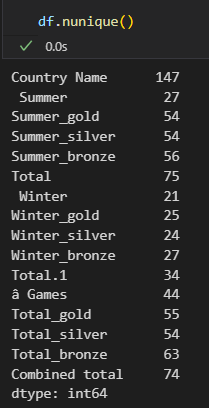 df.nunique()
0.0s
Country Name 147
Summer 27
Summer_gold 54
Summer_silver 54
Summer_bronze 56
Total 75
Winter 21
Winter_gold 25
Winter_silver 24
Winter_bronze 27
Total.1 34
â Games 44
Total_gold 55
Total_silver 54
Total_bronze 63
Combined total 74
dtype: int64